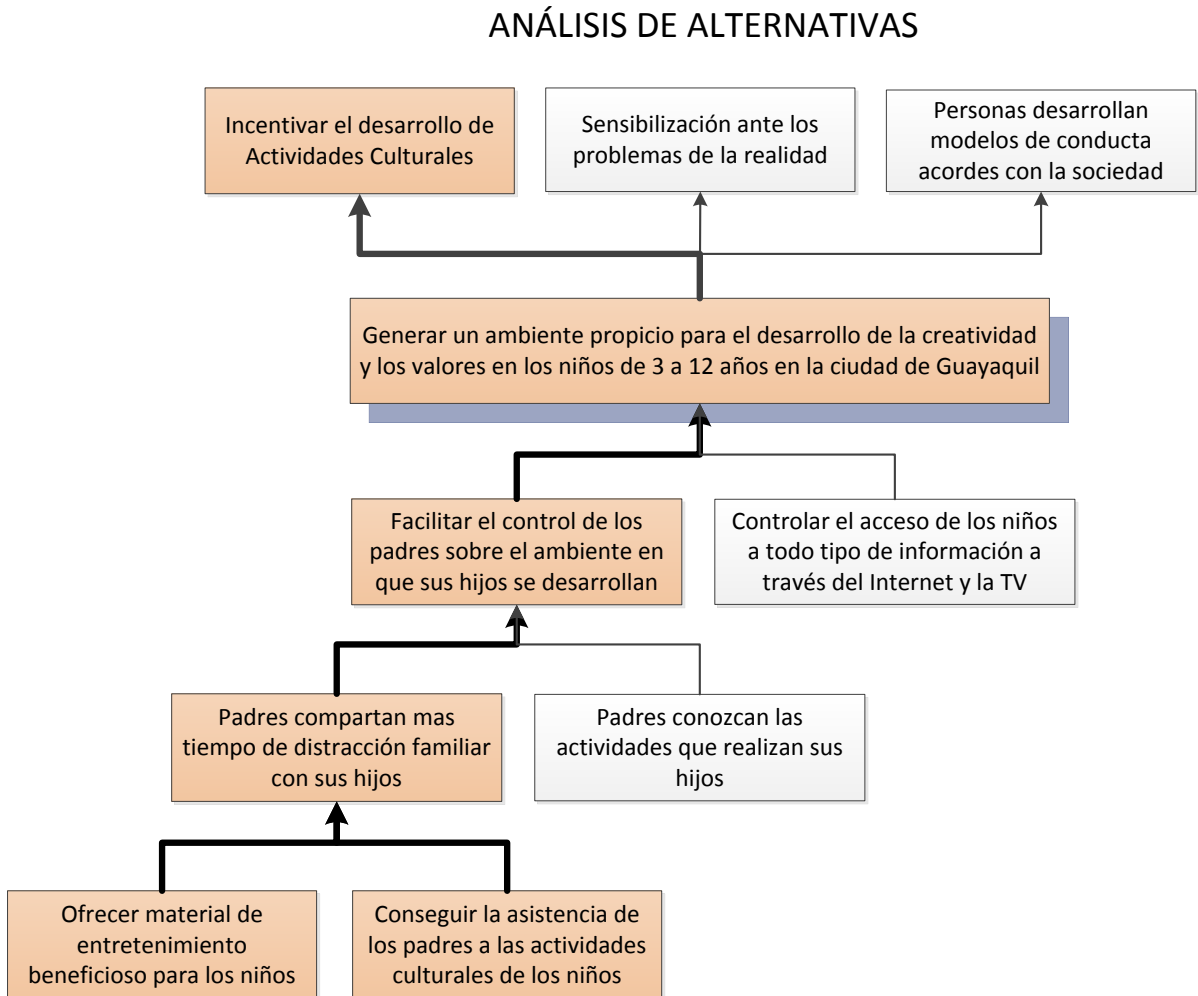 ANÁLISIS DE ALTERNATIVAS
Incentivar el desarrollo de
Actividades Culturales
Sensibilización ante los
problemas de la realidad
Personas desarrollan
modelos de conducta
acordes con la sociedad
Generar un ambiente propicio para el desarrollo de la creatividad
y los valores en los niños de 3 a 12 años en la ciudad de Guayaquil
Facilitar el control de los
padres sobre el ambiente en
que sus hijos se desarrollan
Controlar el acceso de los niños
a todo tipo de información a
través del Internet y la TV
Padres compartan mas
tiempo de distracción familiar
con sus hijos
Padres conozcan las
actividades que realizan sus
hijos
Ofrecer material de
entretenimiento
beneficioso para los niños
Conseguir la asistencia de
los padres a las actividades
culturales de los niños